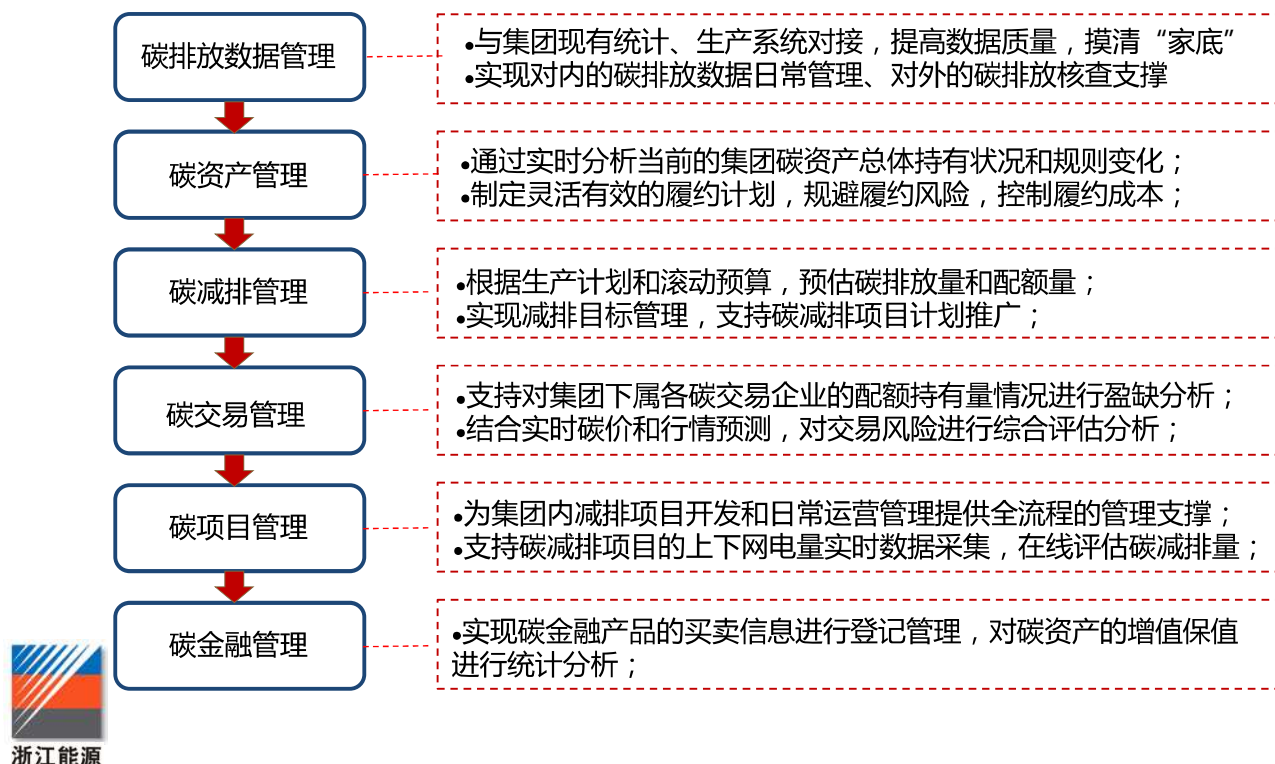 碳排放数据管理
•与集团现有统计、生产系统对接，提高数据质量，摸清“家底”
•实现对内的碳排放数据日常管理、对外的碳排放核查支撑
碳资产管理
•通过实时分析当前的集团碳资产总体持有状况和规则变化；
•制定灵活有效的履约计划，规避履约风险，控制履约成本；
碳减排管理
•根据生产计划和滚动预算，预估碳排放量和配额量；
•实现减排目标管理，支持碳减排项目计划推广；
碳交易管理
•支持对集团下属各碳交易企业的配额持有量情况进行盈缺分析；
•结合实时碳价和行情预测，对交易风险进行综合评估分析；
碳项目管理
•为集团内减排项目开发和日常运营管理提供全流程的管理支撑；
•支持碳减排项目的上下网电量实时数据采集，在线评估碳减排量；
碳金融管理
•实现碳金融产品的买卖信息进行登记管理，对碳资产的增值保值
进行统计分析；
浙江能源